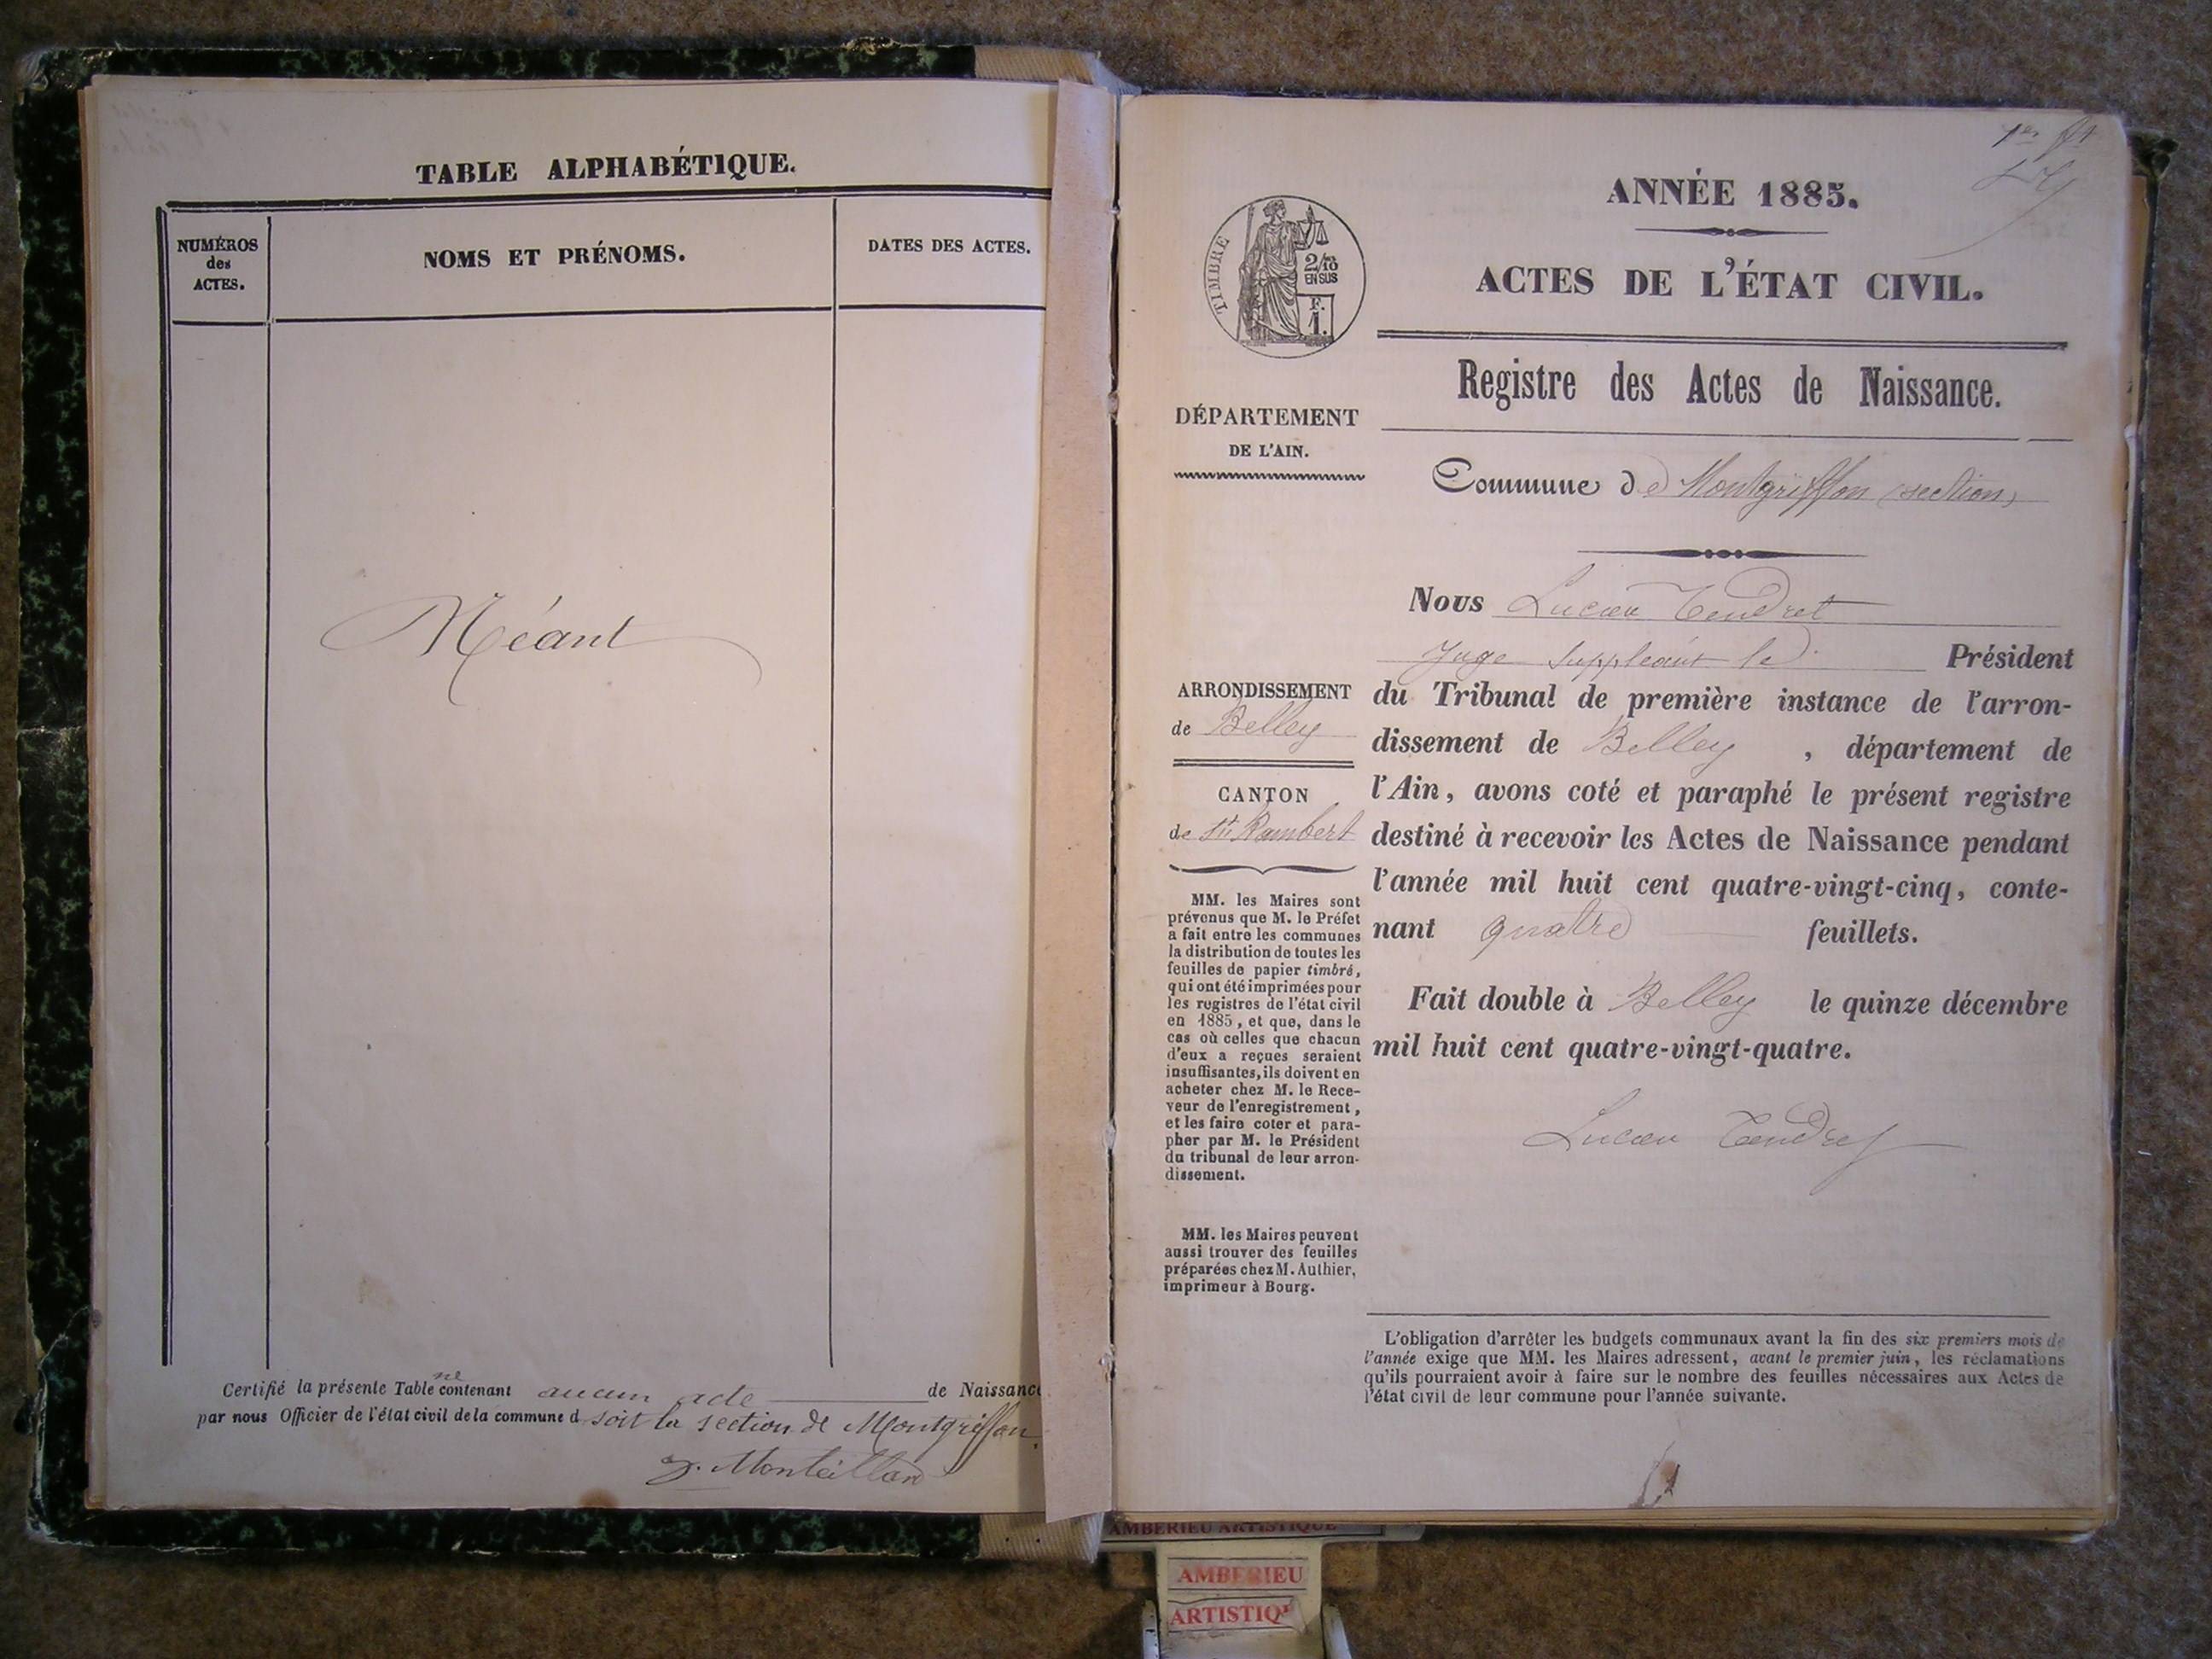 TABLE ALPHABÉTIQUE.
NUMÉROS
des
ACTES.
NOMS ET PRÉNOMS.
DATES DES ACTES.
Néant
Certifié la présente Table ne contenant aucun acte de Naissance
par nous Officier de l'état civil de la commune d soit la section de Montgriffon.
1er ft
ANNÉE 1885.
ACTES DE L'ÉTAT CIVIL.
TIMBRE
2/10
EN SUS
F.
1.
Registre des Actes de Naissance.
DÉPARTEMENT
DE L'AIN.
Commune de Montgriffon (section)
Nous Lucien Tendret
Juge suppléant le Président
du Tribunal de première instance de l'arron-
dissement de Belley , département de
l'Ain, avons coté et paraphé le présent registre
destiné à recevoir les Actes de Naissance pendant
l'année mil huit cent quatre-vingt-cinq, conte-
nant quatre feuillets.
Fait double à Belley le quinze décembre
mil huit cent quatre-vingt-quatre.
Lucien Tendret
ARRONDISSEMENT
de Belley
CANTON
de St Rambert
MM. les Maires sont
prévenus que M. le Préfet
a fait entre les communes
la distribution de toutes les
feuilles de papier timbré,
qui ont été imprimées pour
les registres de l'état civil
en 1885, et que, dans le
cas où celles que chacun
d'eux a reçues seraient
insuffisantes, ils doivent en
acheter chez M. le Rece-
veur de l'enregistrement,
et les faire coter et para-
pher par M. le Président
du tribunal de leur arron-
dissement.
MM. les Maires peuvent
aussi trouver des feuilles
préparées chez M. Authier,
imprimeur à Bourg.
L'obligation d'arrêter les budgets communaux avant la fin des six premiers mois de
l'année exige que MM. les Maires adressent, avant le premier juin, les réclamations
qu'ils pourraient avoir à faire sur le nombre des feuilles nécessaires aux Actes de
l'état civil de leur commune pour l'année suivante.
AMBERIEU ARTISTIQUE
AMBERIEU
ARTISTIQUE